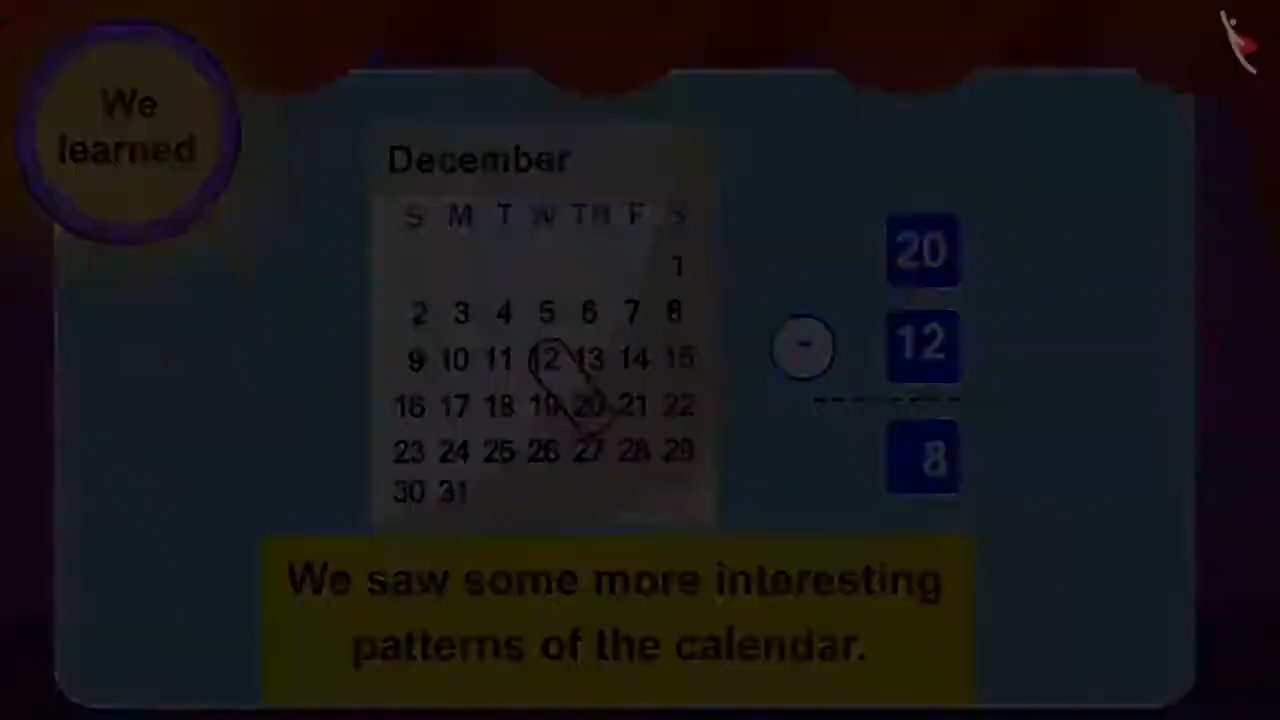 We
learned
December
S M T W TH F S
1
2 3 4 5 6 7 8
9 10 11 12 13 14 15
16 17 18 19 20 21 22
23 24 25 26 27 28 29
30 31
20
- 12
8
We saw some more interesting
patterns of the calendar.